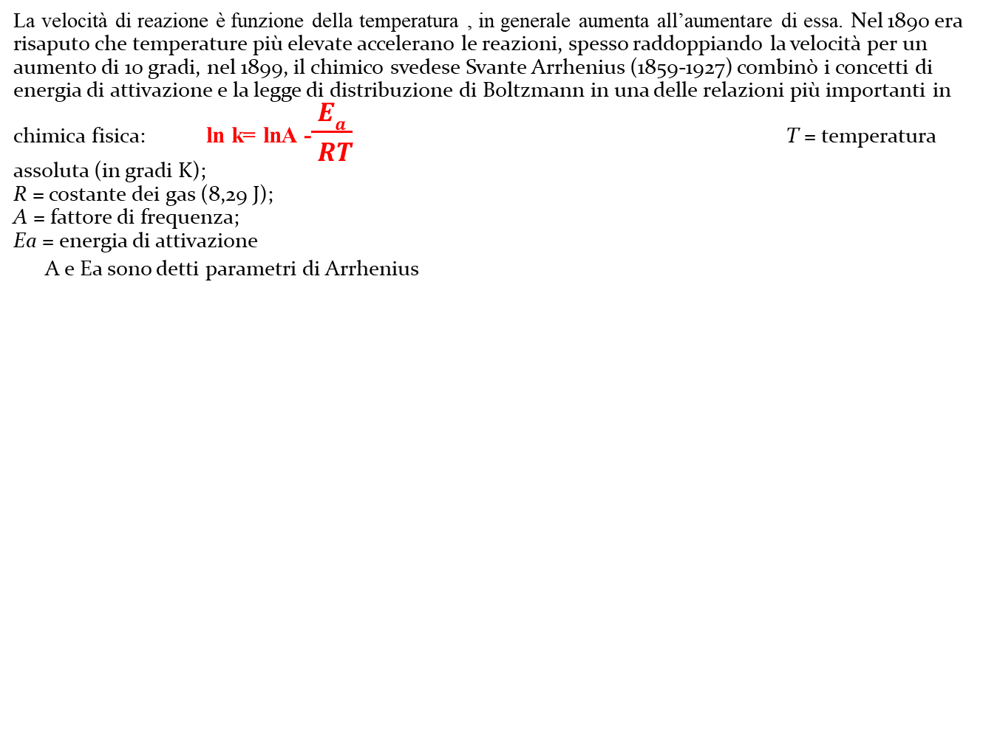 La velocità di reazione è funzione della temperatura , in generale aumenta all’aumentare di essa. Nel 1890 era
risaputo che temperature più elevate accelerano le reazioni, spesso raddoppiando la velocità per un
aumento di 10 gradi, nel 1899, il chimico svedese Svante Arrhenius (1859-1927) combinò i concetti di
energia di attivazione e la legge di distribuzione di Boltzmann in una delle relazioni più importanti in
chimica fisica: ln k= lnA - E_a/RT T = temperatura
assoluta (in gradi K);
R = costante dei gas (8,29 J);
A = fattore di frequenza;
Ea = energia di attivazione
A e Ea sono detti parametri di Arrhenius